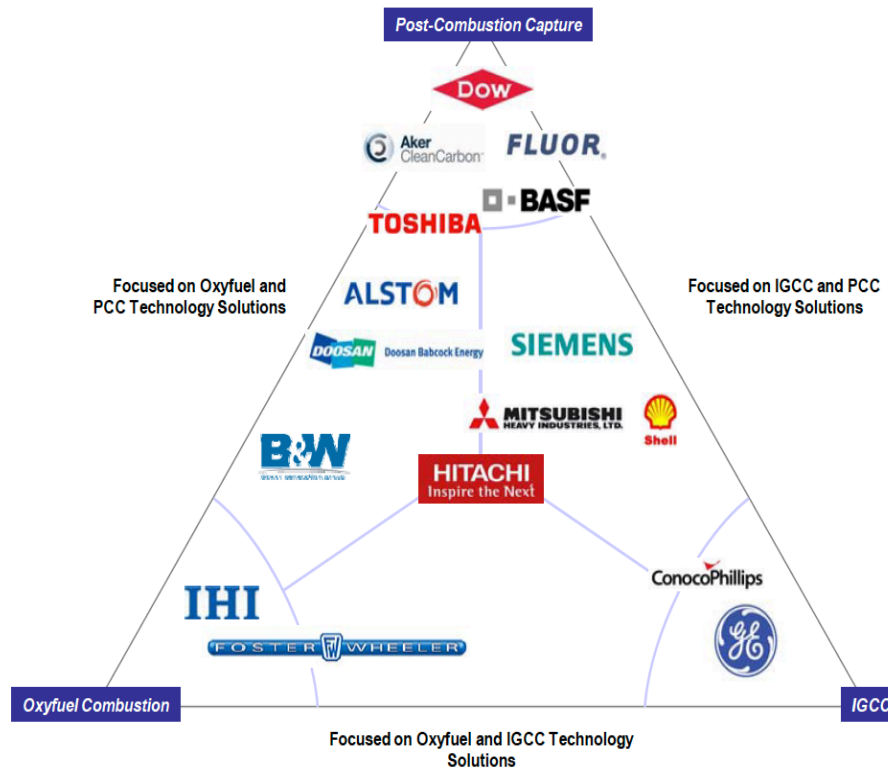 Post-Combustion Capture
Dow
Aker
CleanCarbon
FLUOR®
BASF
TOSHIBA
Focused on Oxyfuel and
PCC Technology Solutions
Focused on IGCC and PCC
Technology Solutions
ALSTOM
DOOSAN Doosan Babcock Energy
SIEMENS
MITSUBISHI
HEAVY INDUSTRIES, LTD.
Shell
B&W
HITACHI
Inspire the Next
ConocoPhillips
IHI
GE
FOSTER FW WHEELER
Oxyfuel Combustion
IGCC
Focused on Oxyfuel and IGCC Technology
Solutions